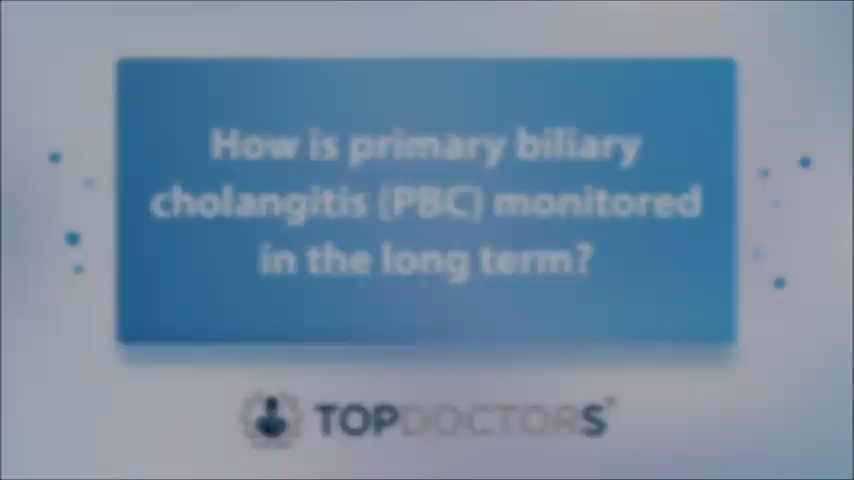 How is primary biliary
cholangitis (PBC) monitored
in the long term?
TOPDOCTORS